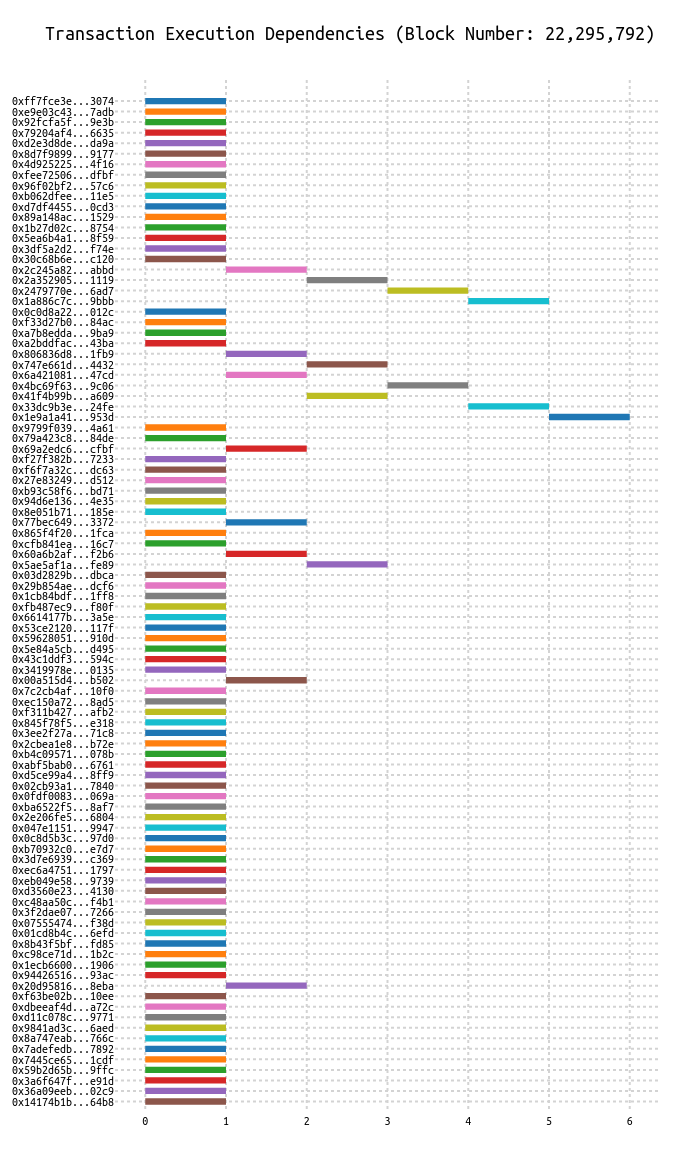 Transaction Execution Dependencies (Block Number: 22,295,792)
0xff7fce3e...3074
0xe9e03c43...7adb
0x92fcfa5f...9e3b
0x79204af4...6635
0xd2e3d8de...da9a
0x8d7f9899...9177
0x4d925225...4f16
0xfee72506...dfbf
0x96f02bf2...57c6
0xb062dfee...11e5
0xd7df4455...0cd3
0x89a148ac...1529
0x1b27d02c...8754
0x5ea6b4a1...8f59
0x3df5a2d2...f74e
0x30c68b6e...c120
0x2c245a82...abbd
0x2a352905...1119
0x2479770e...6ad7
0x1a886c7c...9bbb
0x0c0d8a22...012c
0xf33d27b0...84ac
0xa7b8edda...9ba9
0xa2bddfac...43ba
0x806836d8...1fb9
0x747e661d...4432
0x6a421081...47cd
0x4bc69f63...9c06
0x41f4b99b...a609
0x33dc9b3e...24fe
0x1e9a1a41...953d
0x9799f039...4a61
0x79a423c8...84de
0x69a2edc6...cfbf
0xf27f382b...7233
0xf6f7a32c...dc63
0x27e83249...d512
0xb93c58f6...bd71
0x94d6e136...4e35
0x8e051b71...185e
0x77bec649...3372
0x865f4f20...1fca
0xcfb841ea...16c7
0x60a6b2af...f2b6
0x5ae5af1a...fe89
0x03d2829b...dbca
0x29b854ae...dcf6
0x1cb84bdf...1ff8
0xfb487ec9...f80f
0x6614177b...3a5e
0x53ce2120...117f
0x59628051...910d
0x5e84a5cb...d495
0x43c1ddf3...594c
0x3419978e...0135
0x00a515d4...b502
0x7c2cb4af...10f0
0xec150a72...8ad5
0xf311b427...afb2
0x845f78f5...e318
0x3ee2f27a...71c8
0x2cbea1e8...b72e
0xb4c09571...078b
0xabf5bab0...6761
0xd5ce99a4...8ff9
0x02cb93a1...7840
0x0fdf0083...069a
0xba6522f5...8af7
0x2e206fe5...6804
0x047e1151...9947
0x0c8d5b3c...97d0
0xb70932c0...e7d7
0x3d7e6939...c369
0xec6a4751...1797
0xeb049e58...9739
0xd3560e23...4130
0xc48aa50c...f4b1
0x3f2dae07...7266
0x07555474...f38d
0x01cd8b4c...6efd
0x8b43f5bf...fd85
0xc98ce71d...1b2c
0x1ecb6600...1906
0x94426516...93ac
0x20d95816...8eba
0xf63be02b...10ee
0xdbeeaf4d...a72c
0xd11c078c...9771
0x9841ad3c...6aed
0x8a747eab...766c
0x7adefedb...7892
0x7445ce65...1cdf
0x59b2d65b...9ffc
0x3a6f647f...e91d
0x36a09eeb...02c9
0x14174b1b...64b8
0 1 2 3 4 5 6